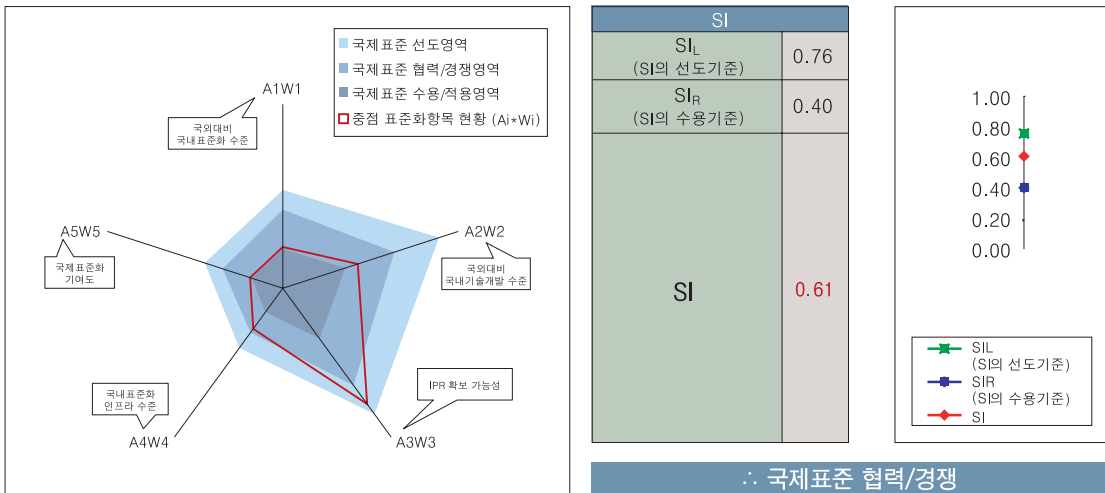 국제표준 선도영역
국제표준 협력/경쟁영역
국제표준 수용/적용영역
중점 표준화항목 현황 (Ai*Wi)
A1W1
국외대비
국내표준화 수준
A5W5
국제표준화
기여도
A2W2
국외대비
국내기술개발 수준
국내표준화
인프라 수준
A4W4
IPR 확보 가능성
A3W3
SI
SIL
(SI의 선도기준)
0.76
SIR
(SI의 수용기준)
0.40
SI
0.61
1.00
0.80
0.60
0.40
0.20
0.00
SIL
(SI의 선도기준)
SIR
(SI의 수용기준)
SI
∴ 국제표준 협력/경쟁